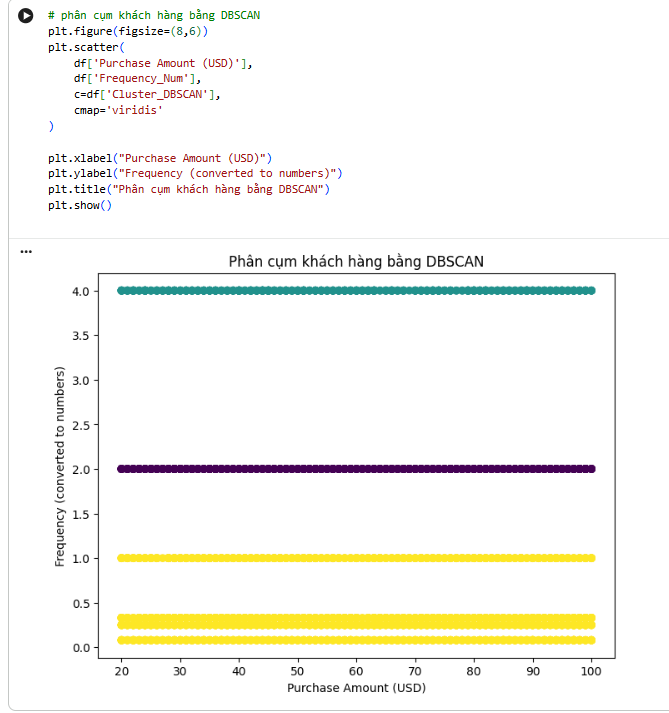 # phân cụm khách hàng bằng DBSCAN
plt.figure(figsize=(8,6))
plt.scatter(
    df['Purchase Amount (USD)'],
    df['Frequency_Num'],
    c=df['Cluster_DBSCAN'],
    cmap='viridis'
)
plt.xlabel("Purchase Amount (USD)")
plt.ylabel("Frequency (converted to numbers)")
plt.title("Phân cụm khách hàng bằng DBSCAN")
plt.show()
...
Phân cụm khách hàng bằng DBSCAN
Frequency (converted to numbers)
4.0
3.5
3.0
2.5
2.0
1.5
1.0
0.5
0.0
20 30 40 50 60 70 80 90 100
Purchase Amount (USD)